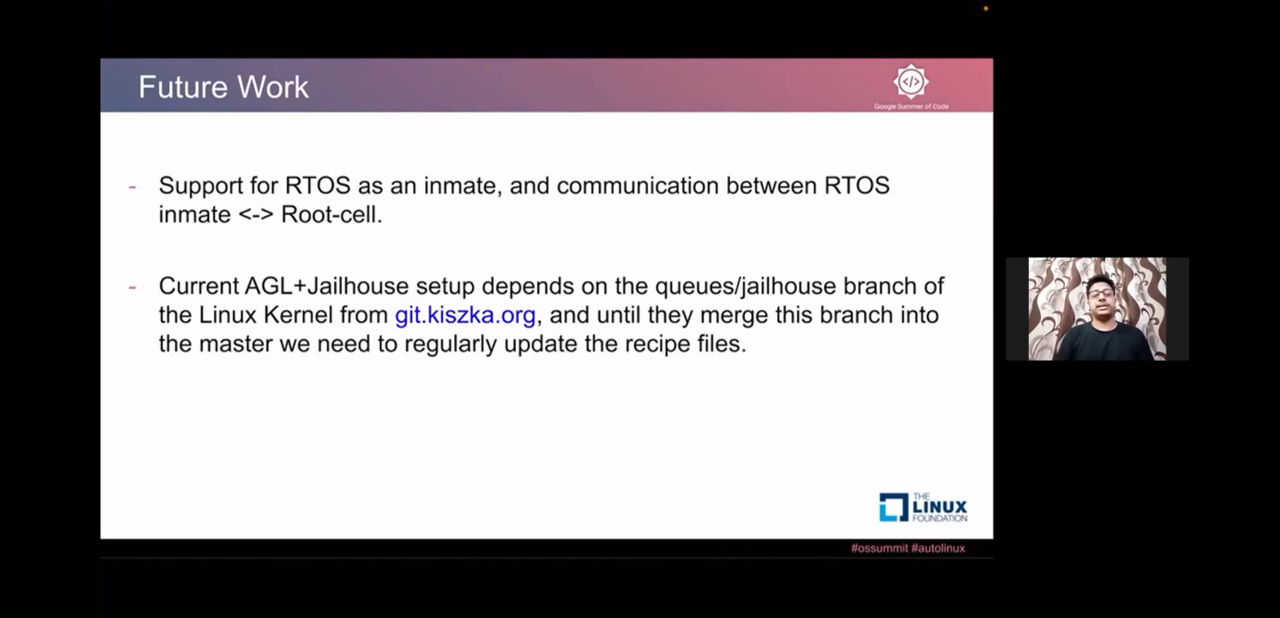 Future Work
</>
Google Summer of Code
- Support for RTOS as an inmate, and communication between RTOS
inmate <-> Root-cell.
- Current AGL+Jailhouse setup depends on the queues/jailhouse branch of
the Linux Kernel from git.kiszka.org, and until they merge this branch into
the master we need to regularly update the recipe files.
THE
LINUX
FOUNDATION
#ossummit #autolinux